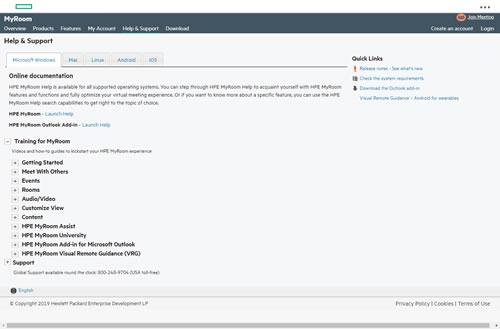 MyRoom
Join Meeting
Overview Products Features My Account Help & Support Download
Create an account Login
Help & Support
Microsoft Windows Mac Linux Android iOS
Online documentation
HPE MyRoom Help is available for all supported operating systems. You can step through HPE MyRoom Help to acquaint yourself with HPE MyRoom
features and functions and fully optimize your virtual meeting experience. Or if you want to know more about a specific feature, you can use the HPE
MyRoom Help search capabilities to get right to the topic of choice.
HPE MyRoom - Launch Help
HPE MyRoom Outlook Add-in - Launch Help
Quick Links
Release notes - See what's new
Check the system requirements
Download the Outlook add-in
Visual Remote Guidance - Android for wearables
Training for MyRoom
Videos and how-to guides to kickstart your HPE MyRoom experience
Getting Started
Meet With Others
Events
Rooms
Audio/Video
Customize View
Content
HPE MyRoom Assist
HPE MyRoom University
HPE MyRoom Add-in for Microsoft Outlook
HPE MyRoom Visual Remote Guidance (VRG)
Support
Global Support available round the clock: 800-248-9704 (USA toll-free)
English
© Copyright 2019 Hewlett Packard Enterprise Development LP
Privacy Policy | Cookies | Terms of Use